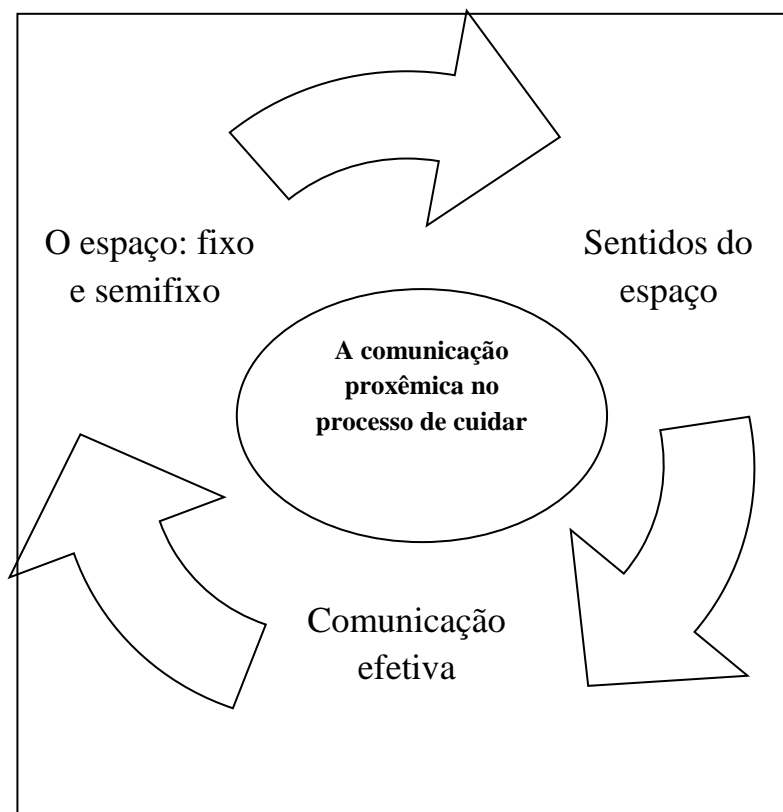 O espaço: fixo
e semifixo
Sentidos do
espaço
A comunicação
proxêmica no
processo de cuidar
Comunicação
efetiva